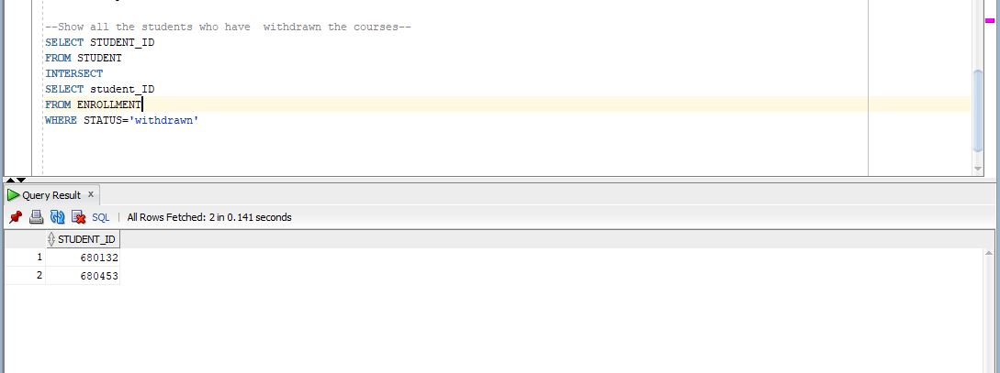 --Show all the students who have  withdrawn the courses--
SELECT STUDENT_ID
FROM STUDENT
INTERSECT
SELECT student_ID
FROM ENROLLMENT
WHERE STATUS='withdrawn'
Query Result x
SQL | All Rows Fetched: 2 in 0.141 seconds
STUDENT_ID
1 680132
2 680453